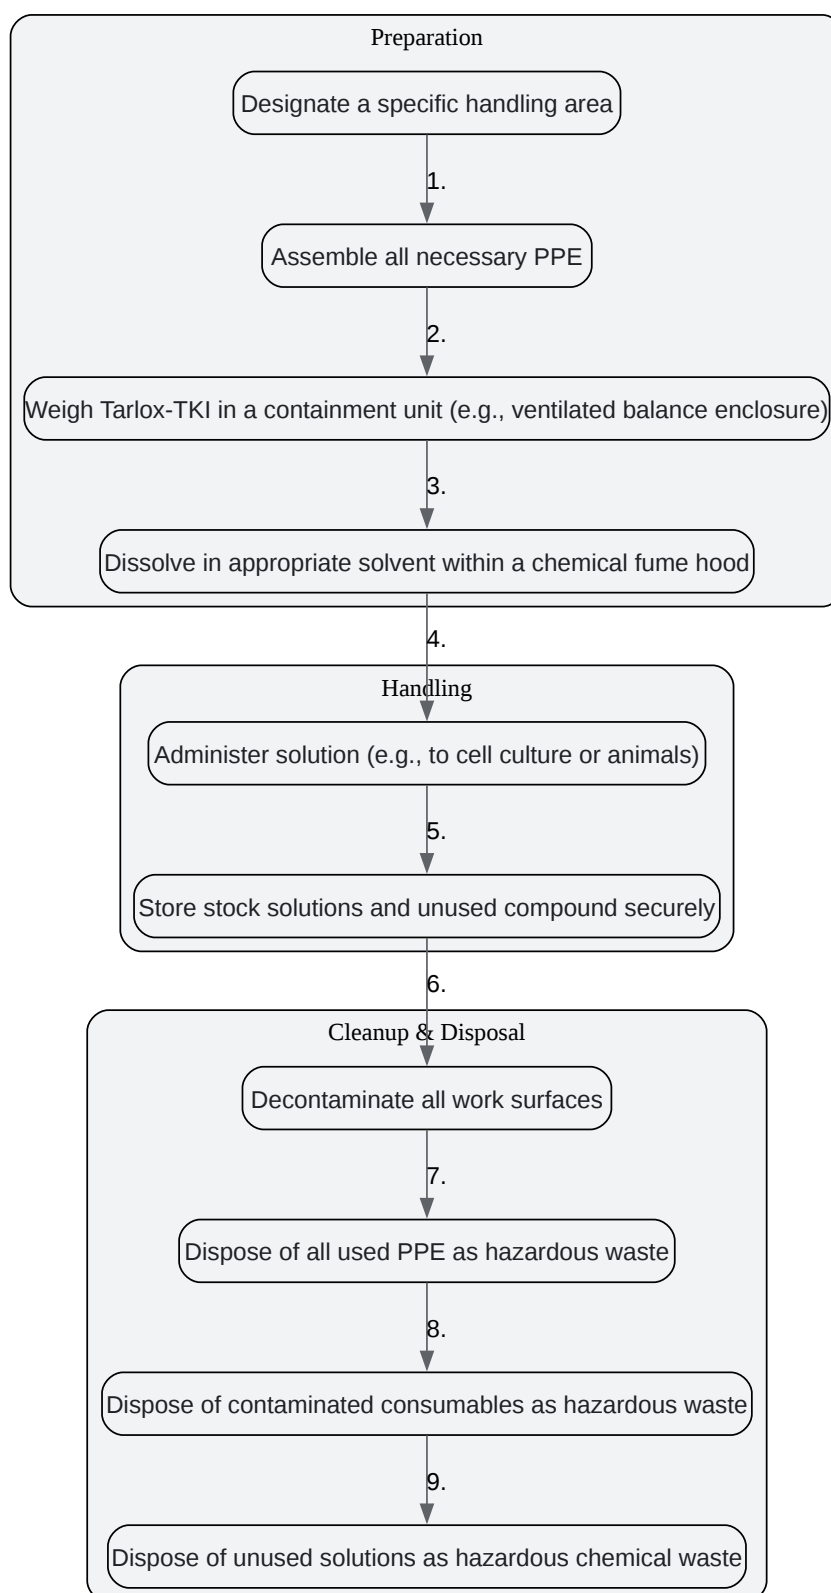 Preparation
Designate a specific handling area
1.
Assemble all necessary PPE
2.
Weigh Tarlox-TKI in a containment unit (e.g., ventilated balance enclosure)
3.
Dissolve in appropriate solvent within a chemical fume hood
4.
Handling
Administer solution (e.g., to cell culture or animals)
5.
Store stock solutions and unused compound securely
6.
Cleanup & Disposal
Decontaminate all work surfaces
7.
Dispose of all used PPE as hazardous waste
8.
Dispose of contaminated consumables as hazardous waste
9.
Dispose of unused solutions as hazardous chemical waste